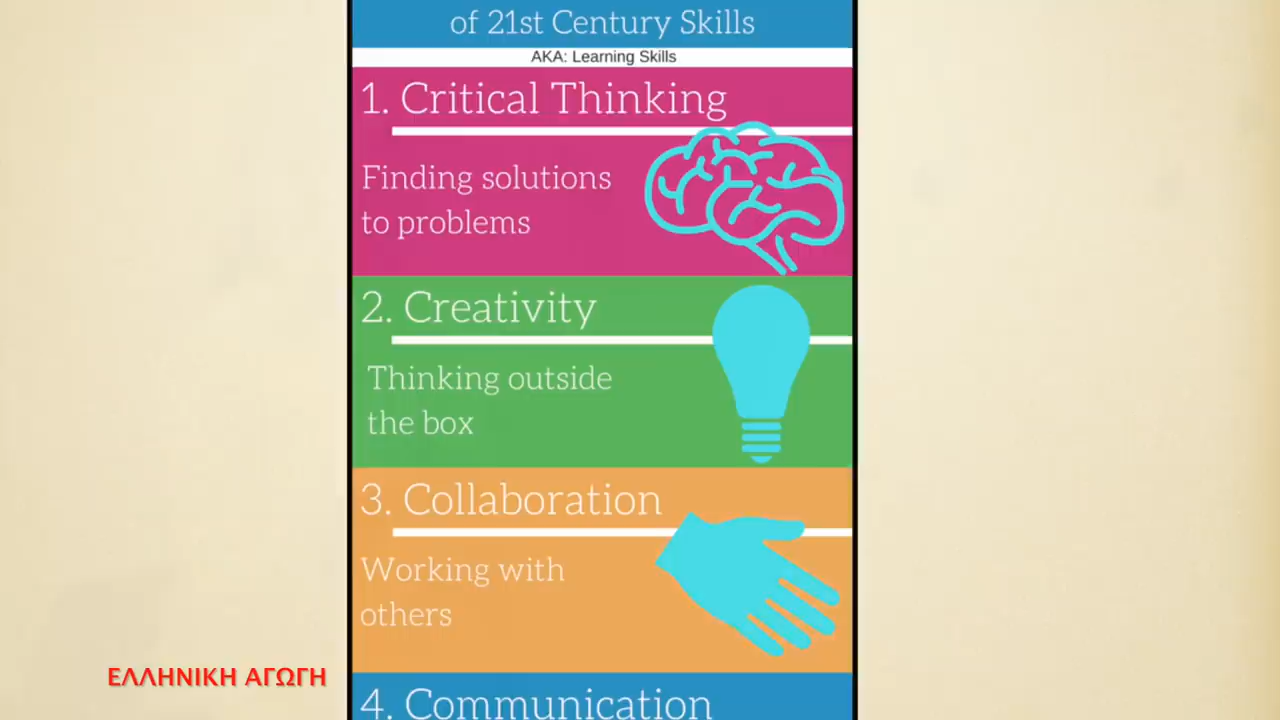 of 21st Century Skills
AKA: Learning Skills
1. Critical Thinking
Finding solutions
to problems
2. Creativity
Thinking outside
the box
3. Collaboration
Working with
others
ΕΛΛΗΝΙΚΗ ΑΓΩΓΗ
4. Communication